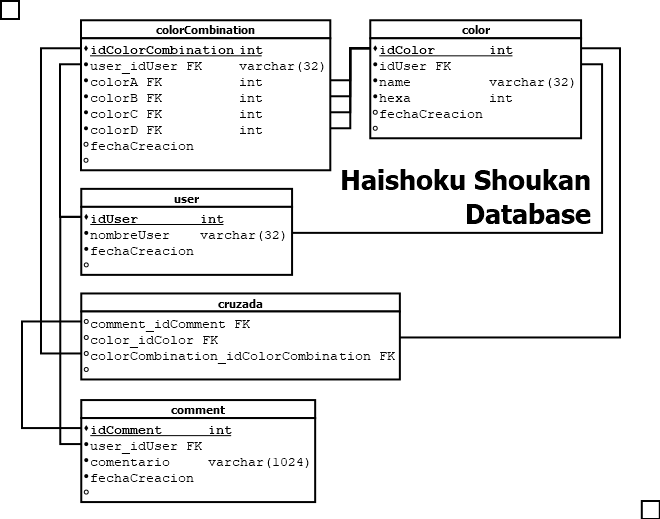 colorCombination
idColorCombination int
user_idUser FK varchar(32)
colorA FK int
colorB FK int
colorC FK int
colorD FK int
fechaCreacion
color
idColor int
idUser FK
name varchar(32)
hexa int
fechaCreacion
Haishoku Shoukan
Database
user
idUser int
nombreUser varchar(32)
fechaCreacion
cruzada
comment_idComment FK
color_idColor FK
colorCombination_idColorCombination FK
comment
idComment int
user_idUser FK
comentario varchar(1024)
fechaCreacion